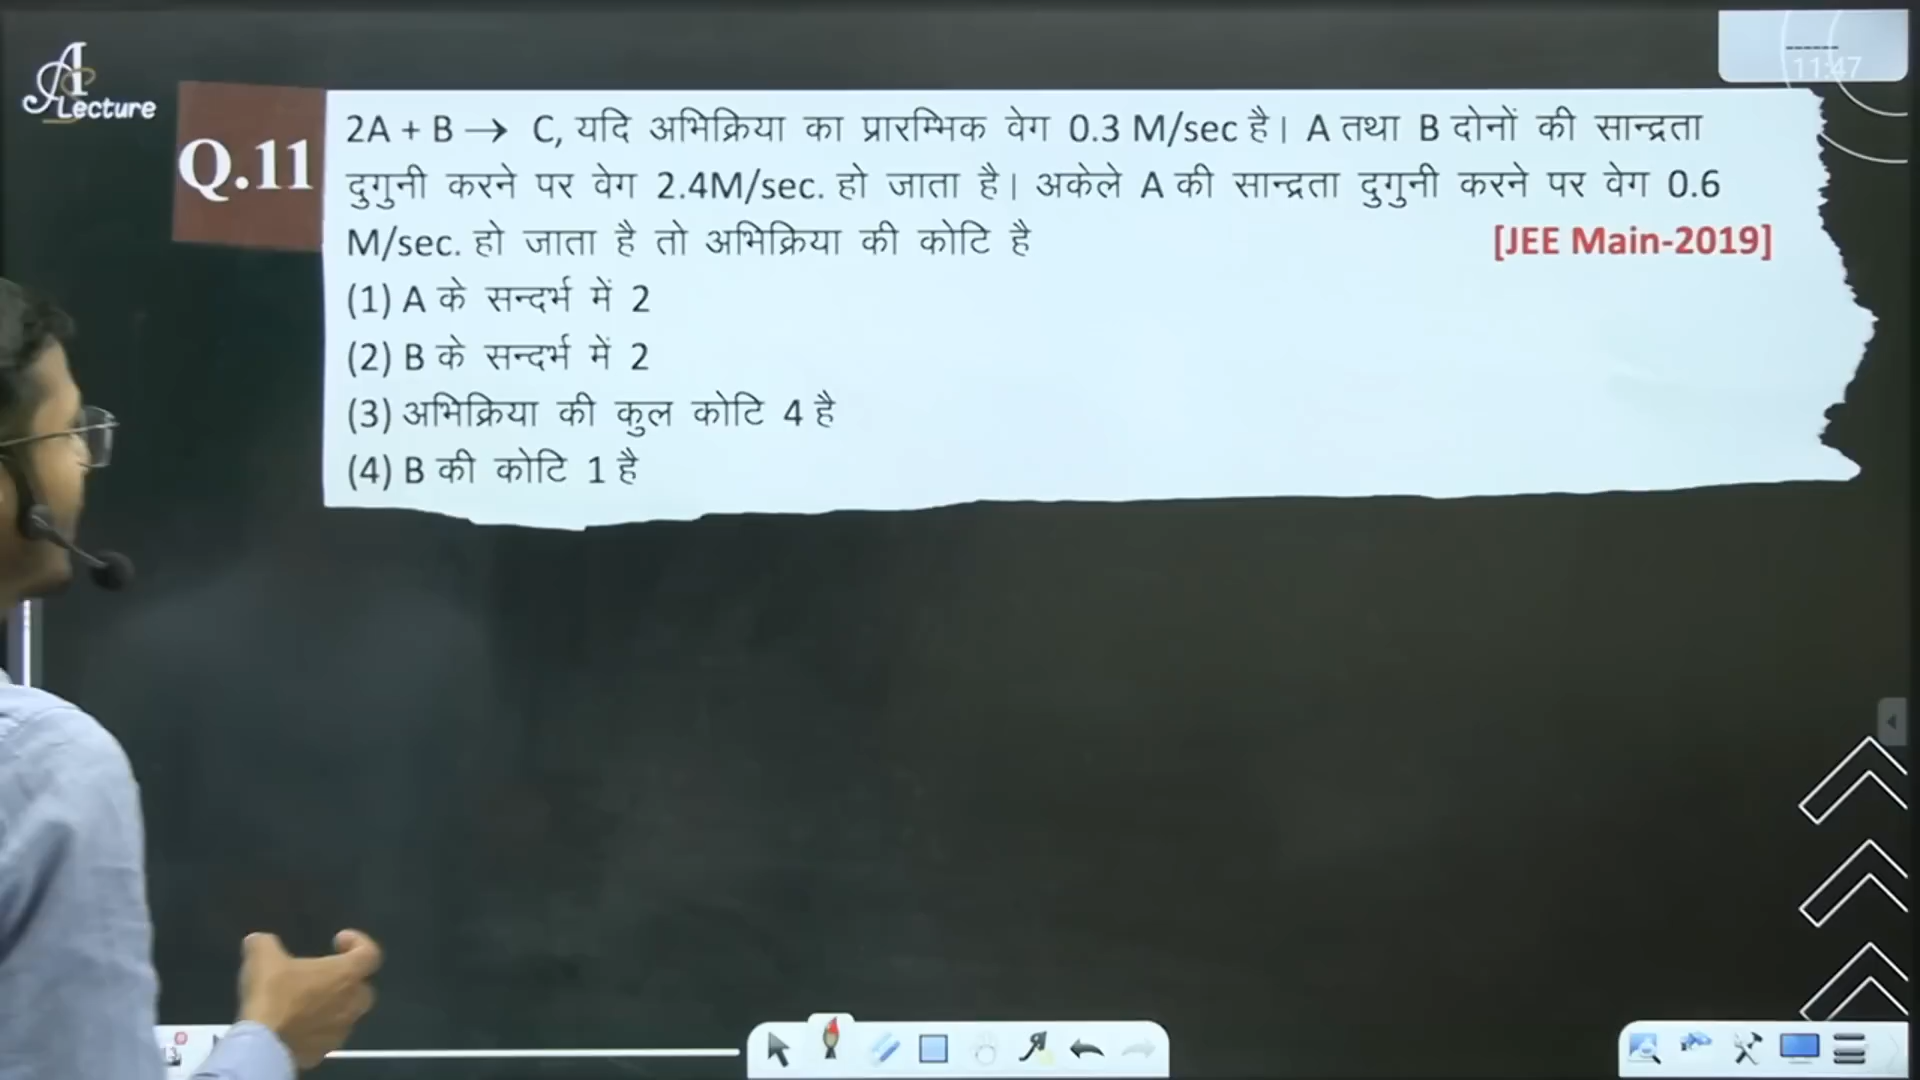 A
S
Lecture
11:47
Q.11
2A + B → C, यदि अभिक्रिया का प्रारम्भिक वेग 0.3 M/sec है। A तथा B दोनों की सान्द्रता
दुगुनी करने पर वेग 2.4M/sec. हो जाता है। अकेले A की सान्द्रता दुगुनी करने पर वेग 0.6
M/sec. हो जाता है तो अभिक्रिया की कोटि है
[JEE Main-2019]
(1) A के सन्दर्भ में 2
(2) B के सन्दर्भ में 2
(3) अभिक्रिया की कुल कोटि 4 है
(4) B की कोटि 1 है